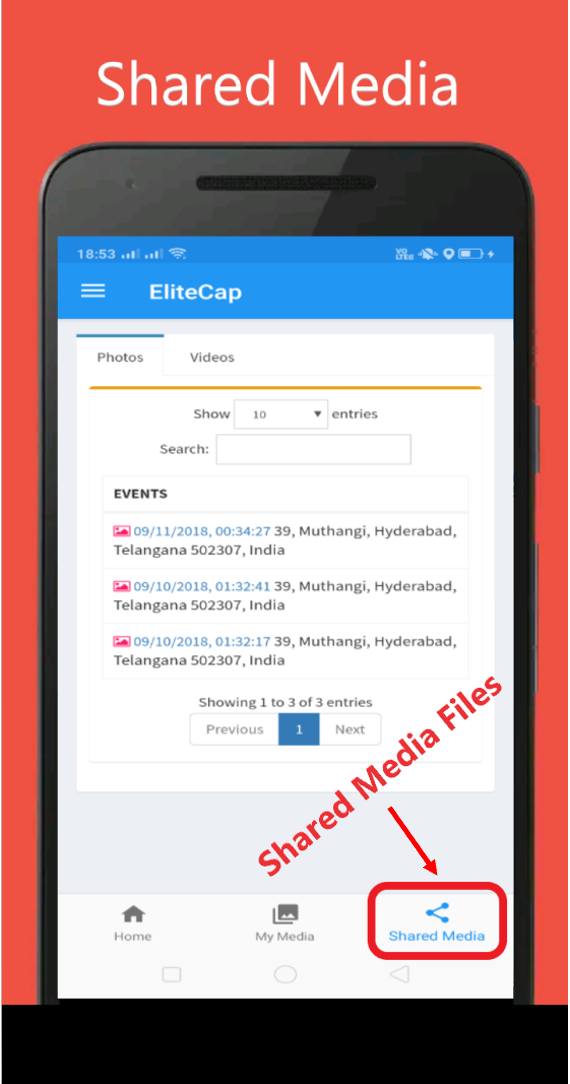 Shared Media
18:53
VO
LTE
EliteCap
Photos Videos
Show 10 entries
Search:
EVENTS
09/11/2018, 00:34:27 39, Muthangi, Hyderabad,
Telangana 502307, India
09/10/2018, 01:32:41 39, Muthangi, Hyderabad,
Telangana 502307, India
09/10/2018, 01:32:17 39, Muthangi, Hyderabad,
Telangana 502307, India
Showing 1 to 3 of 3 entries
Previous 1 Next
Shared Media Files
Home My Media Shared Media